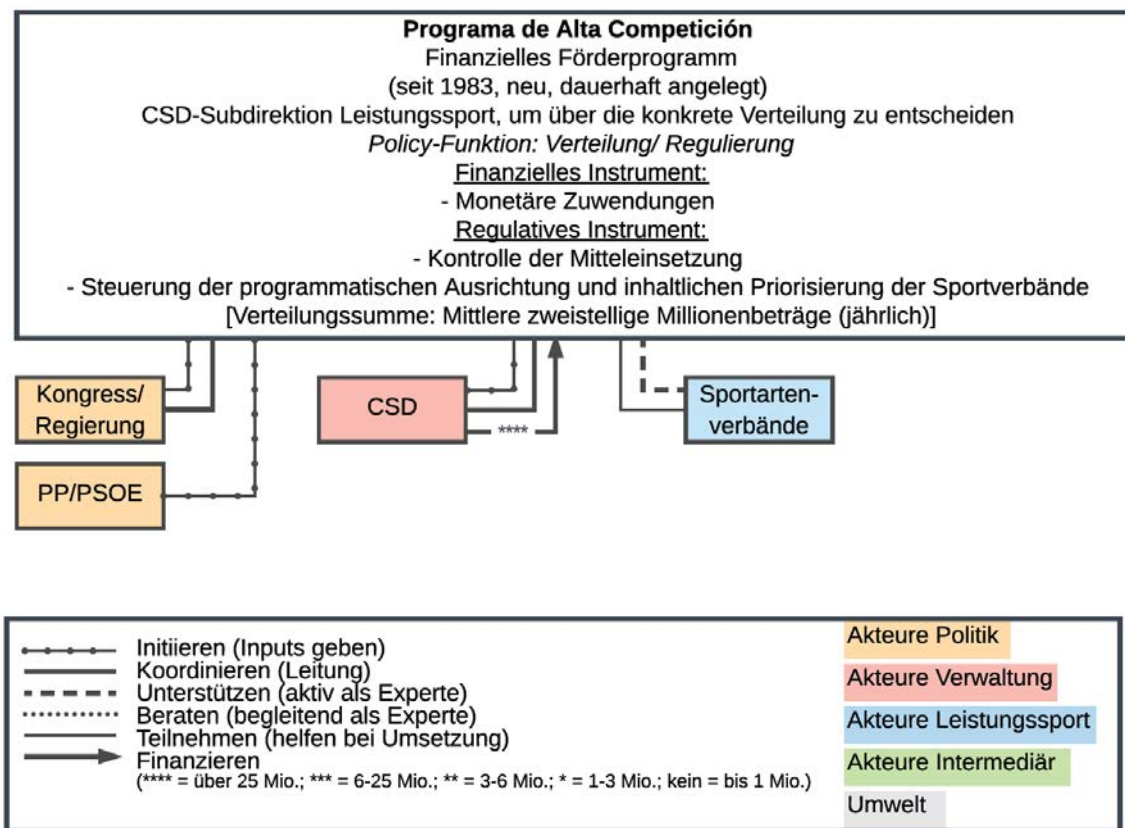 Programa de Alta Competición
Finanzielles Förderprogramm
(seit 1983, neu, dauerhaft angelegt)
CSD-Subdirektion Leistungssport, um über die konkrete Verteilung zu entscheiden
Policy-Funktion: Verteilung/ Regulierung
Finanzielles Instrument:
- Monetäre Zuwendungen
Regulatives Instrument:
- Kontrolle der Mitteleinsetzung
- Steuerung der programmatischen Ausrichtung und inhaltlichen Priorisierung der Sportverbände
[Verteilungssumme: Mittlere zweistellige Millionenbeträge (jährlich)]
Kongress/
Regierung
CSD
****
Sportarten-
verbände
PP/PSOE
Initiieren (Inputs geben)
Koordinieren (Leitung)
Unterstützen (aktiv als Experte)
Beraten (begleitend als Experte)
Teilnehmen (helfen bei Umsetzung)
Finanzieren
(**** = über 25 Mio.; *** = 6-25 Mio.; ** = 3-6 Mio.; * = 1-3 Mio.; kein = bis 1 Mio.)
Akteure Politik
Akteure Verwaltung
Akteure Leistungssport
Akteure Intermediär
Umwelt